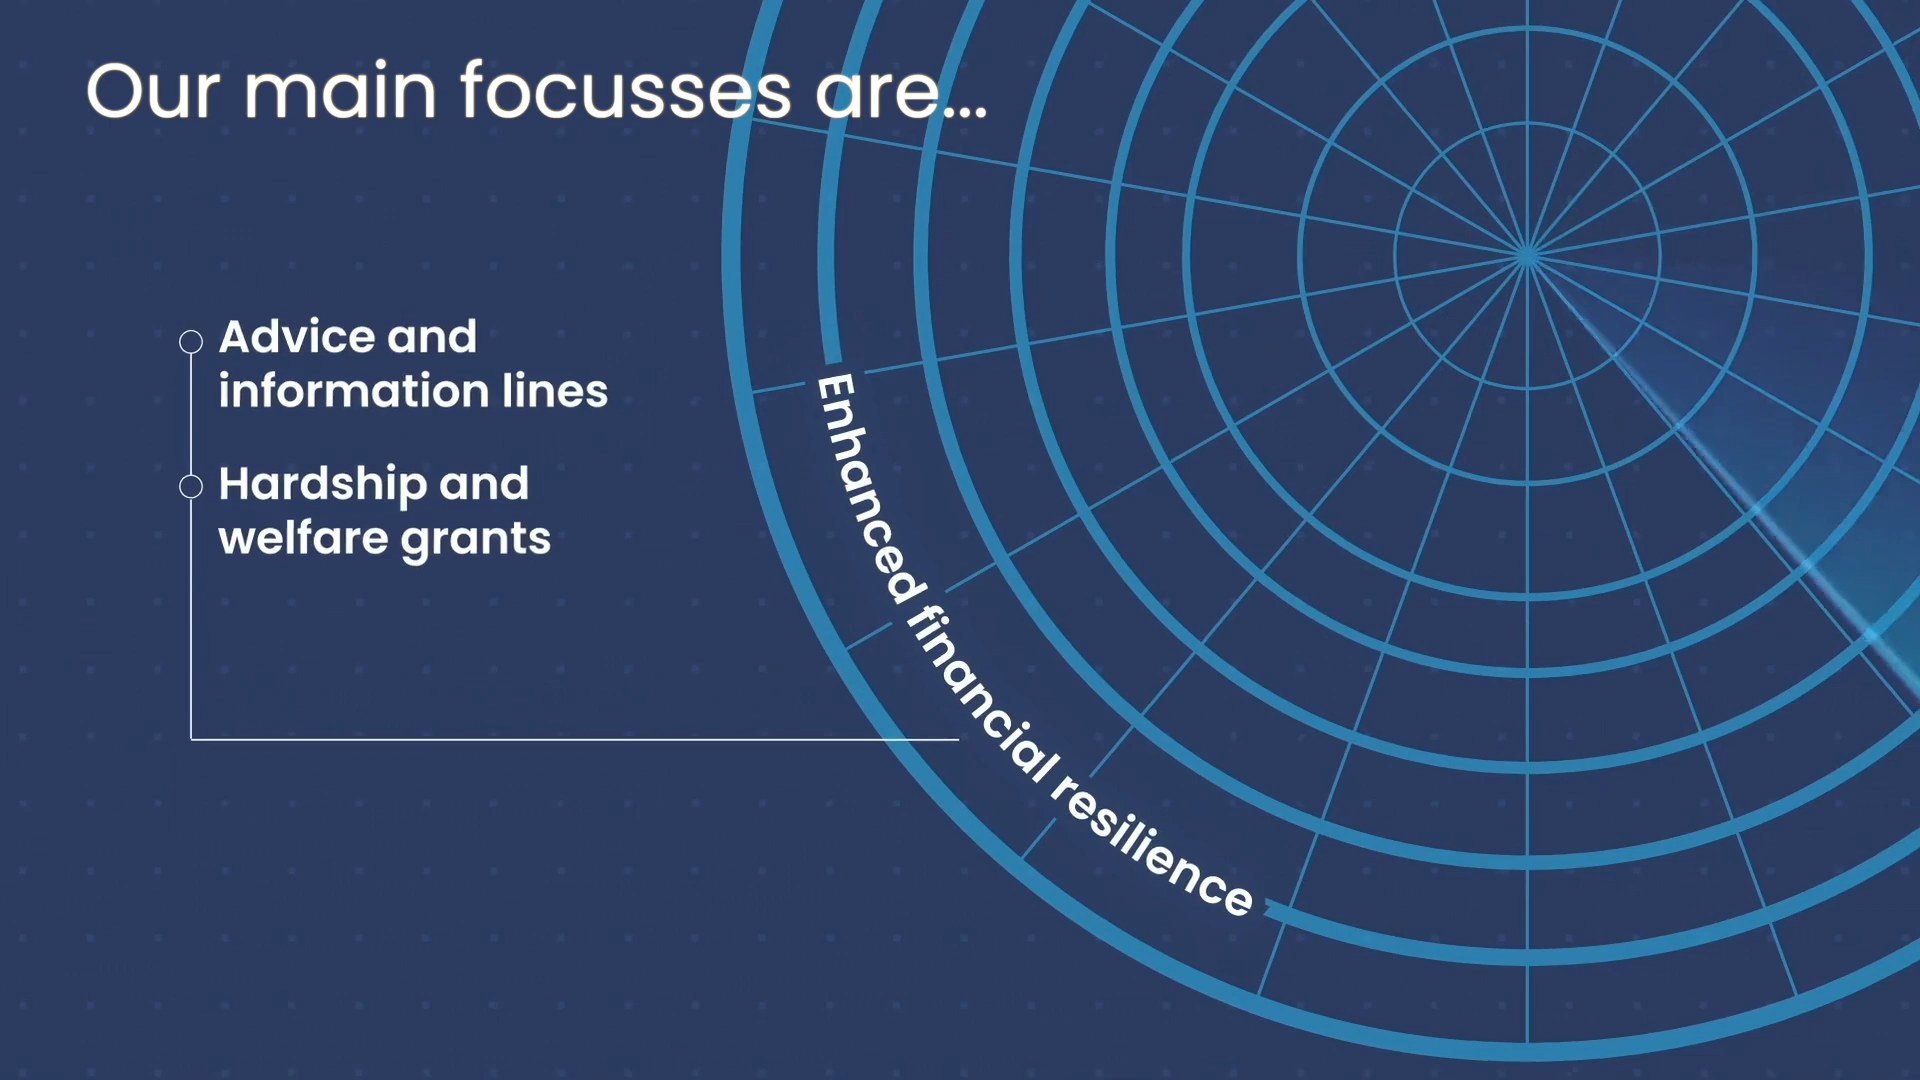 Our main focusses are...
Advice and
information lines
Hardship and
welfare grants
Enhanced financial resilience